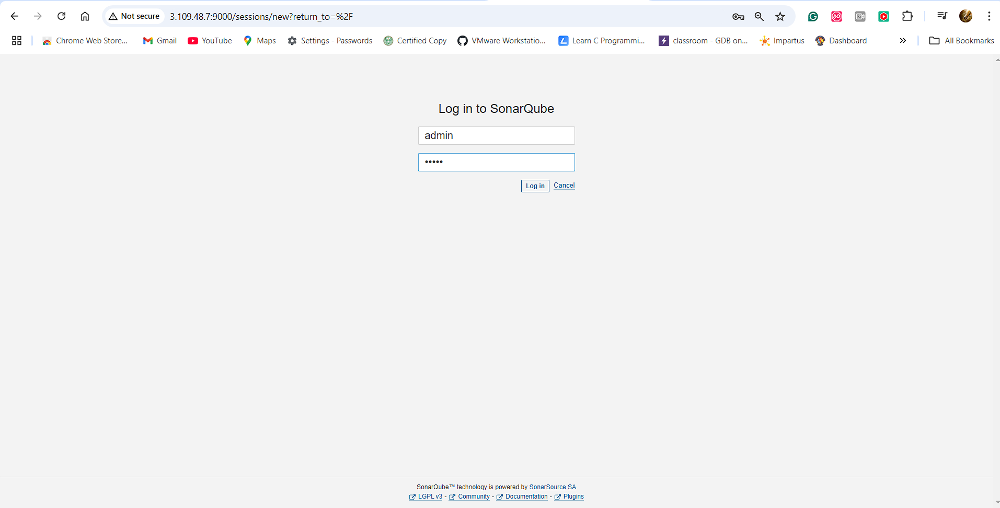 Not secure
3.109.48.7:9000/sessions/new?return_to=%2F
Chrome Web Store...
Gmail
YouTube
Maps
Settings - Passwords
Certified Copy
VMware Workstatio...
Learn C Programmi...
classroom - GDB on...
Impartus
Dashboard
»
All Bookmarks
Log in to SonarQube
admin
•••••
Log in Cancel
SonarQube™ technology is powered by SonarSource SA
LGPL v3 - Community - Documentation - Plugins